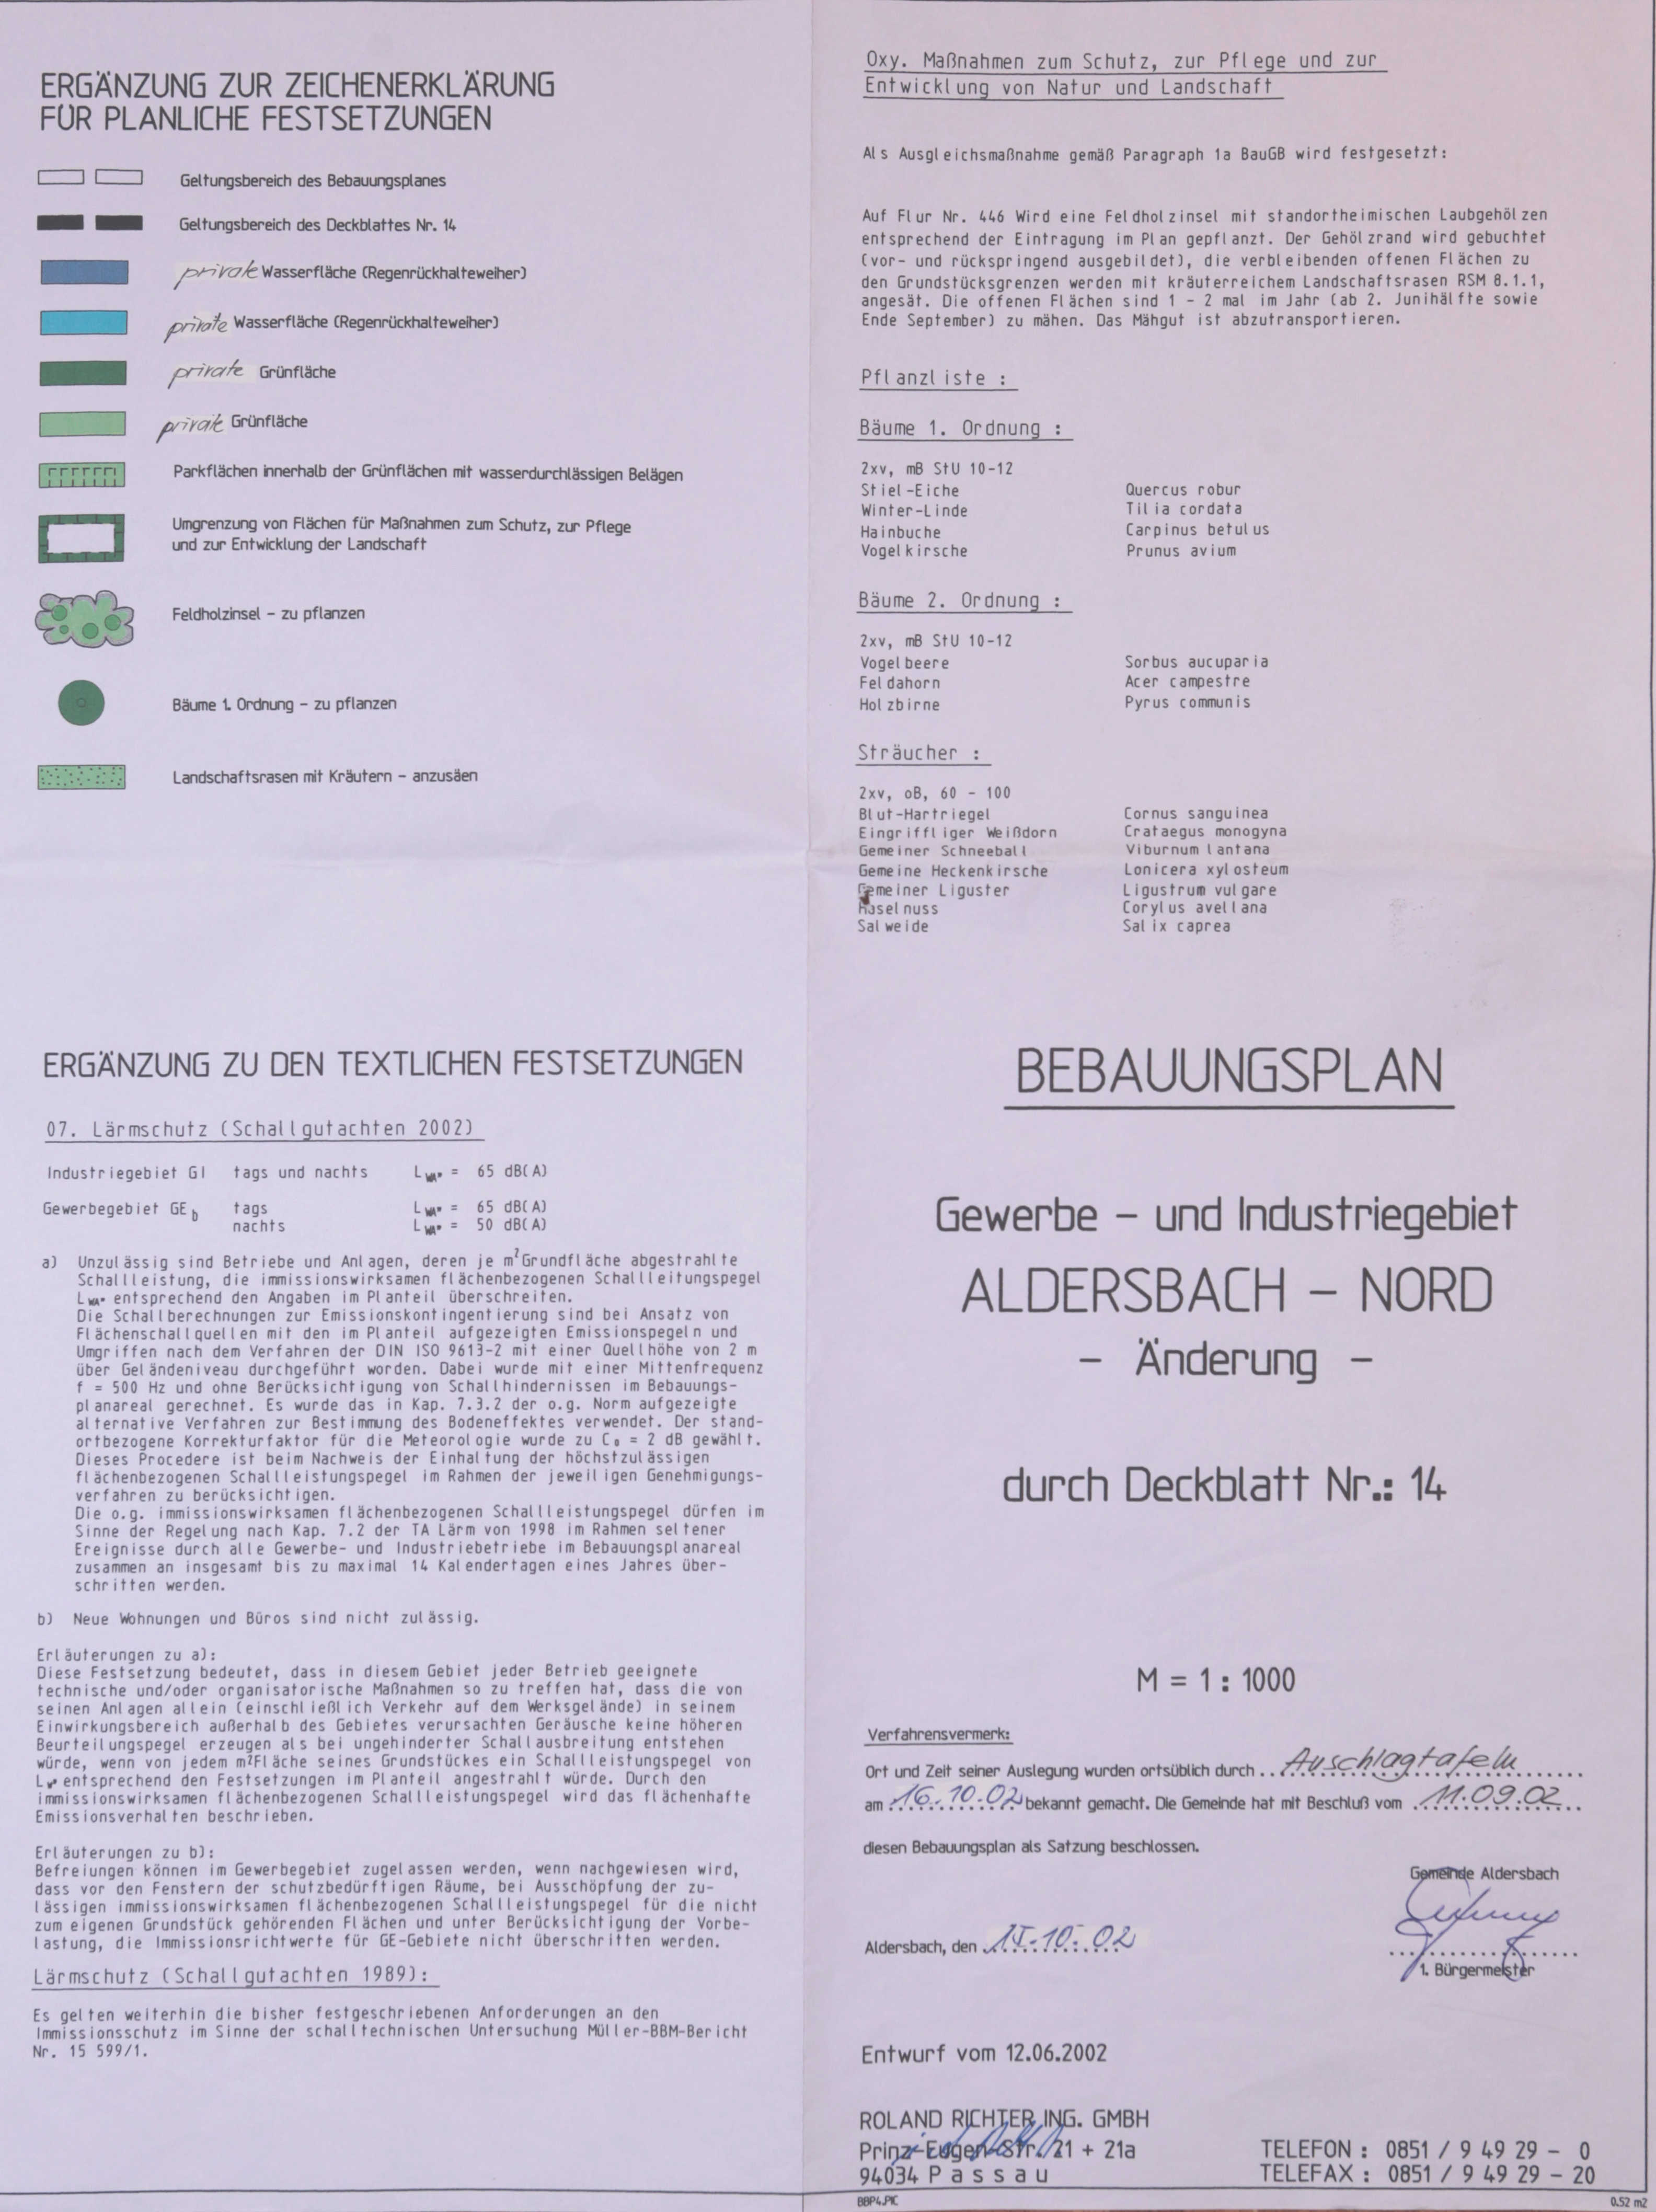 ERGÄNZUNG ZUR ZEICHENERKLÄRUNG
FÜR PLANLICHE FESTSETZUNGEN
Geltungsbereich des Bebauungsplanes
Geltungsbereich des Deckblattes Nr. 14
private Wasserfläche (Regenrückhalteweiher)
private Wasserfläche (Regenrückhalteweiher)
private Grünfläche
private Grünfläche
Parkflächen innerhalb der Grünflächen mit wasserdurchlässigen Belägen
Umgrenzung von Flächen für Maßnahmen zum Schutz, zur Pflege
und zur Entwicklung der Landschaft
Feldholzinsel – zu pflanzen
Bäume 1. Ordnung – zu pflanzen
Landschaftsrasen mit Kräutern – anzusäen
ERGÄNZUNG ZU DEN TEXTLICHEN FESTSETZUNGEN
07. Lärmschutz (Schallgutachten 2002)
Industriegebiet GI tags und nachts LWA" = 65 dB(A)
Gewerbegebiet GEb tags LWA" = 65 dB(A)
nachts LWA" = 50 dB(A)
a) Unzulässig sind Betriebe und Anlagen, deren je m² Grundfläche abgestrahlte
Schallleistung, die immissionswirksamen flächenbezogenen Schallleitungspegel
LWA" entsprechend den Angaben im Planteil überschreiten.
Die Schallberechnungen zur Emissionskontingentierung sind bei Ansatz von
Flächenschallquellen mit den im Planteil aufgezeigten Emissionspegeln und
Umgriffen nach dem Verfahren der DIN ISO 9613-2 mit einer Quellhöhe von 2 m
über Geländeniveau durchgeführt worden. Dabei wurde mit einer Mittenfrequenz
f = 500 Hz und ohne Berücksichtigung von Schallhindernissen im Bebauungs-
planareal gerechnet. Es wurde das in Kap. 7.3.2 der o.g. Norm aufgezeigte
alternative Verfahren zur Bestimmung des Bodeneffektes verwendet. Der stand-
ortbezogene Korrekturfaktor für die Meteorologie wurde zu C₀ = 2 dB gewählt.
Dieses Procedere ist beim Nachweis der Einhaltung der höchstzulässigen
flächenbezogenen Schallleistungspegel im Rahmen der jeweiligen Genehmigungs-
verfahren zu berücksichtigen.
Die o.g. immissionswirksamen flächenbezogenen Schallleistungspegel dürfen im
Sinne der Regelung nach Kap. 7.2 der TA Lärm von 1998 im Rahmen seltener
Ereignisse durch alle Gewerbe- und Industriebetriebe im Bebauungsplanareal
zusammen an insgesamt bis zu maximal 14 Kalendertagen eines Jahres über-
schritten werden.
b) Neue Wohnungen und Büros sind nicht zulässig.
Erläuterungen zu a):
Diese Festsetzung bedeutet, dass in diesem Gebiet jeder Betrieb geeignete
technische und/oder organisatorische Maßnahmen so zu treffen hat, dass die von
seinen Anlagen allein (einschließlich Verkehr auf dem Werksgelände) in seinem
Einwirkungsbereich außerhalb des Gebietes verursachten Geräusche keine höheren
Beurteilungspegel erzeugen als bei ungehinderter Schallausbreitung entstehen
würde, wenn von jedem m² Fläche seines Grundstückes ein Schallleistungspegel von
Lw" entsprechend den Festsetzungen im Planteil angestrahlt würde. Durch den
immissionswirksamen flächenbezogenen Schallleistungspegel wird das flächenhafte
Emissionsverhalten beschrieben.
Erläuterungen zu b):
Befreiungen können im Gewerbegebiet zugelassen werden, wenn nachgewiesen wird,
dass vor den Fenstern der schutzbedürftigen Räume, bei Ausschöpfung der zu-
lässigen immissionswirksamen flächenbezogenen Schallleistungspegel für die nicht
zum eigenen Grundstück gehörenden Flächen und unter Berücksichtigung der Vorbe-
lastung, die Immissionsrichtwerte für GE-Gebiete nicht überschritten werden.
Lärmschutz (Schallgutachten 1989):
Es gelten weiterhin die bisher festgeschriebenen Anforderungen an den
Immissionsschutz im Sinne der schalltechnischen Untersuchung Müller-BBM-Bericht
Nr. 15 599/1.
Oxy. Maßnahmen zum Schutz, zur Pflege und zur
Entwicklung von Natur und Landschaft
Als Ausgleichsmaßnahme gemäß Paragraph 1a BauGB wird festgesetzt:
Auf Flur Nr. 446 Wird eine Feldholzinsel mit standortheimischen Laubgehölzen
entsprechend der Eintragung im Plan gepflanzt. Der Gehölzrand wird gebuchtet
(vor- und rückspringend ausgebildet), die verbleibenden offenen Flächen zu
den Grundstücksgrenzen werden mit kräuterreichem Landschaftsrasen RSM 8.1.1,
angesät. Die offenen Flächen sind 1 - 2 mal im Jahr (ab 2. Junihälfte sowie
Ende September) zu mähen. Das Mähgut ist abzutransportieren.
Pflanzliste :
Bäume 1. Ordnung :
2xv, mB StU 10-12
Stiel-Eiche Quercus robur
Winter-Linde Tilia cordata
Hainbuche Carpinus betulus
Vogelkirsche Prunus avium
Bäume 2. Ordnung :
2xv, mB StU 10-12
Vogelbeere Sorbus aucuparia
Feldahorn Acer campestre
Holzbirne Pyrus communis
Sträucher :
2xv, oB, 60 - 100
Blut-Hartriegel Cornus sanguinea
Eingriffliger Weißdorn Crataegus monogyna
Gemeiner Schneeball Viburnum lantana
Gemeine Heckenkirsche Lonicera xylosteum
Gemeiner Liguster Ligustrum vulgare
Haselnuss Corylus avellana
Salweide Salix caprea
BEBAUUNGSPLAN
Gewerbe – und Industriegebiet
ALDERSBACH – NORD
– Änderung –
durch Deckblatt Nr.: 14
M = 1 : 1000
Verfahrensvermerk:
Ort und Zeit seiner Auslegung wurden ortsüblich durch Anschlagtafeln
am 16.10.02 bekannt gemacht. Die Gemeinde hat mit Beschluß vom 11.09.02
diesen Bebauungsplan als Satzung beschlossen.
Gemeinde Aldersbach
Aldersbach, den 15.10.02
1. Bürgermeister
Entwurf vom 12.06.2002
ROLAND RICHTER ING. GMBH
Prinz-Eugen-Str. 21 + 21a
94034 Passau
TELEFON : 0851 / 9 49 29 - 0
TELEFAX : 0851 / 9 49 29 - 20
BBP4.PIC
0.52 m2